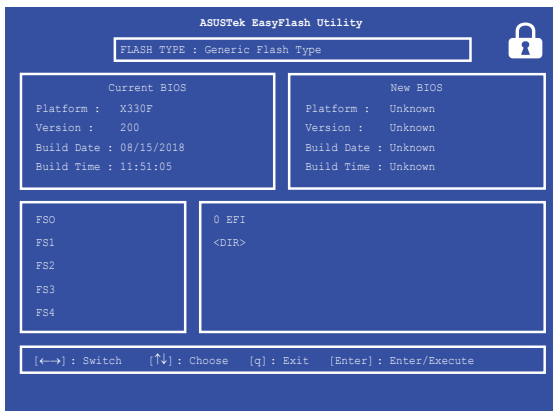 ASUSTek EasyFlash Utility
FLASH TYPE : Generic Flash Type
Current BIOS
Platform : X330F
Version : 200
Build Date : 08/15/2018
Build Time : 11:51:05
New BIOS
Platform : Unknown
Version : Unknown
Build Date : Unknown
Build Time : Unknown
FSO
FS1
FS2
FS3
FS4
0 EFI
<DIR>
[←→] : Switch [↑↓] : Choose [q] : Exit [Enter] : Enter/Execute